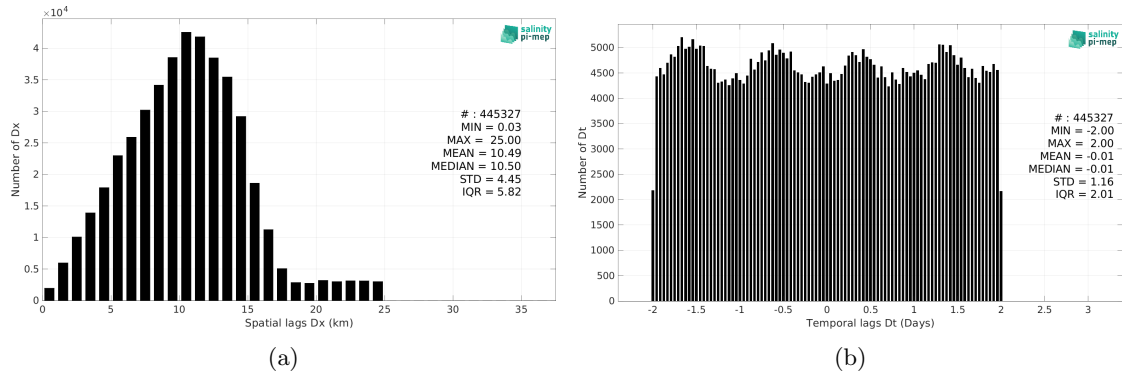 ×10⁴
4
3.5
3
2.5
2
1.5
1
0.5
0
Number of Dx
0 5 10 15 20 25 30 35
Spatial lags Dx (km)
salinity
pi-mep
# : 445327
MIN = 0.03
MAX = 25.00
MEAN = 10.49
MEDIAN = 10.50
STD = 4.45
IQR = 5.82
(a)
5000
4500
4000
3500
3000
2500
2000
1500
1000
500
0
Number of Dt
-2 -1.5 -1 -0.5 0 0.5 1 1.5 2 2.5 3
Temporal lags Dt (Days)
salinity
pi-mep
# : 445327
MIN = -2.00
MAX = 2.00
MEAN = -0.01
MEDIAN = -0.01
STD = 1.16
IQR = 2.01
(b)